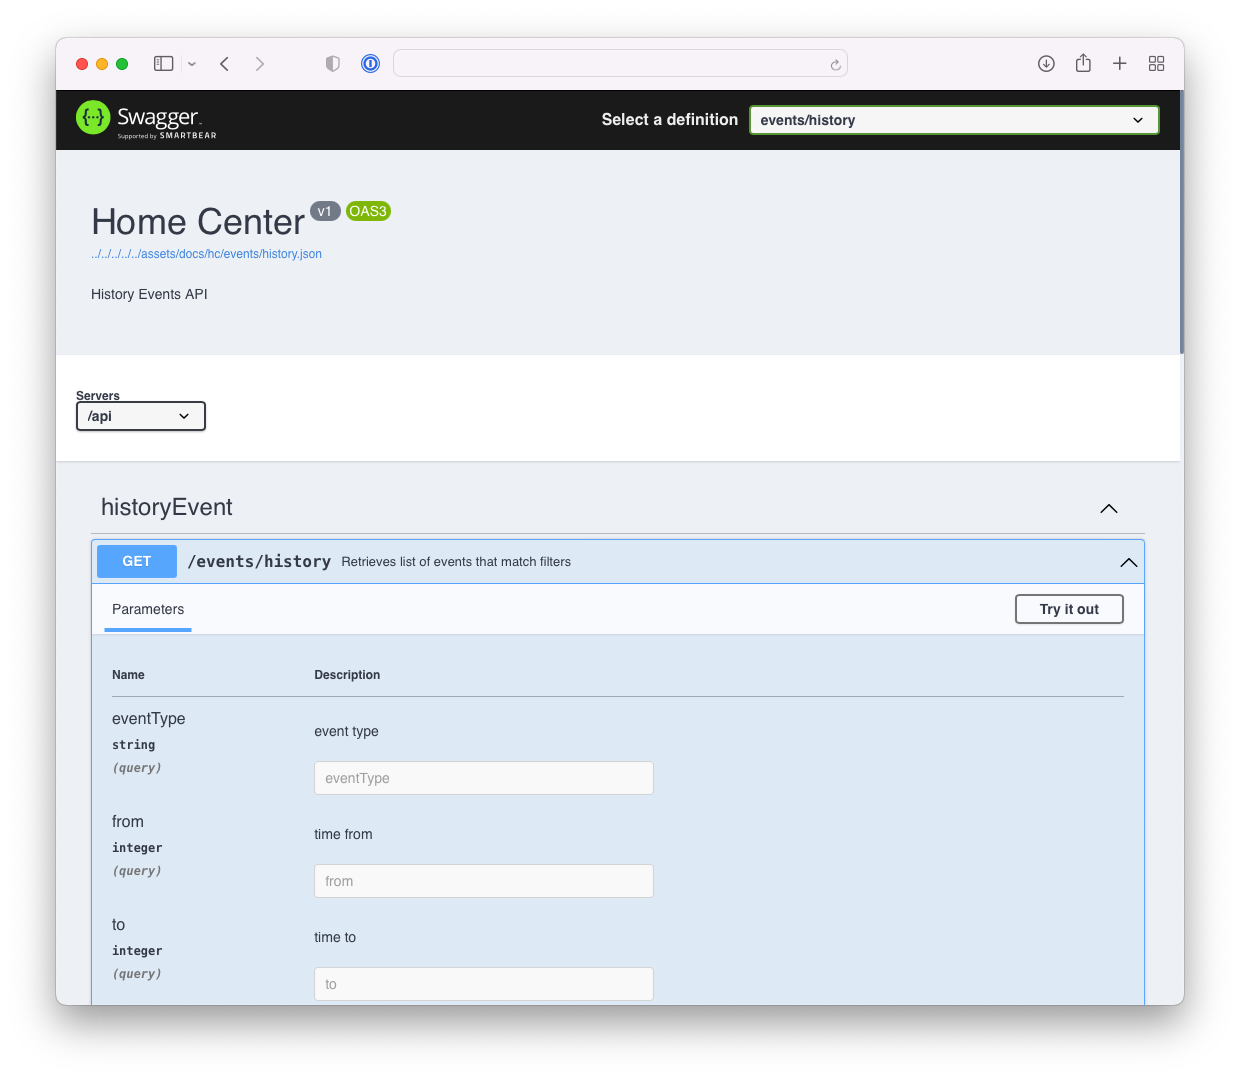 Swagger
Supported by SMARTBEAR
Select a definition
events/history
Home Center
v1
OAS3
../../../../../assets/docs/hc/events/history.json
History Events API
Servers
/api
historyEvent
GET /events/history Retrieves list of events that match filters
Parameters
Try it out
Name Description
eventType
string
(query)
event type
eventType
from
integer
(query)
time from
from
to
integer
(query)
time to
to